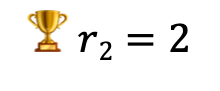 🏆 r₂ = 2